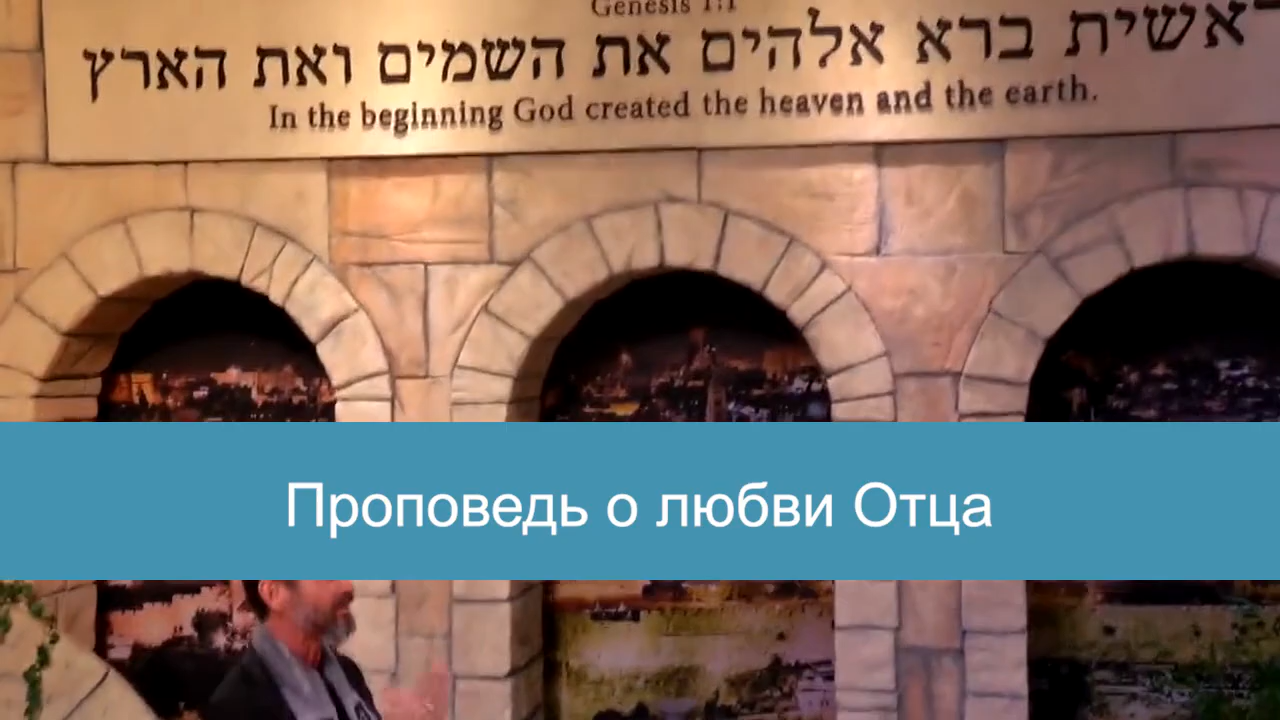 Genesis 1:1
ראשית ברא אלהים את השמים ואת הארץ
In the beginning God created the heaven and the earth.
Проповедь о любви Отца